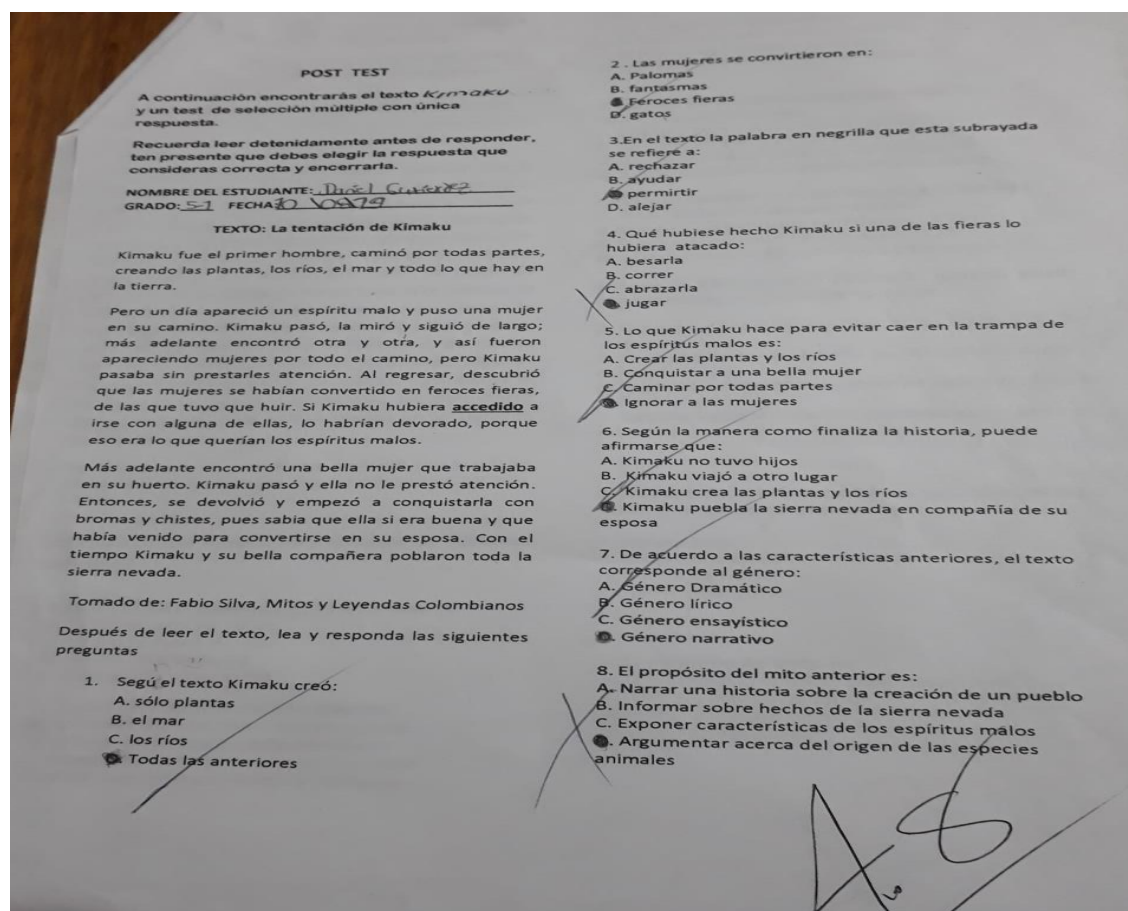 POST TEST
A continuación encontrarás el texto Kimaku
y un test de selección múltiple con única
respuesta.
Recuerda leer detenidamente antes de responder,
ten presente que debes elegir la respuesta que
consideras correcta y encerrarla.
NOMBRE DEL ESTUDIANTE: Daniel
GRADO: 5-1 FECHA
TEXTO: La tentación de Kimaku
Kimaku fue el primer hombre, caminó por todas partes,
creando las plantas, los ríos, el mar y todo lo que hay en
la tierra.
Pero un día apareció un espíritu malo y puso una mujer
en su camino. Kimaku pasó, la miró y siguió de largo;
más adelante encontró otra y otra, y así fueron
apareciendo mujeres por todo el camino, pero Kimaku
pasaba sin prestarles atención. Al regresar, descubrió
que las mujeres se habían convertido en feroces fieras,
de las que tuvo que huir. Si Kimaku hubiera accedido a
irse con alguna de ellas, lo habrían devorado, porque
eso era lo que querían los espíritus malos.
Más adelante encontró una bella mujer que trabajaba
en su huerto. Kimaku pasó y ella no le prestó atención.
Entonces, se devolvió y empezó a conquistarla con
bromas y chistes, pues sabia que ella si era buena y que
había venido para convertirse en su esposa. Con el
tiempo Kimaku y su bella compañera poblaron toda la
sierra nevada.
Tomado de: Fabio Silva, Mitos y Leyendas Colombianos
Después de leer el texto, lea y responda las siguientes
preguntas
1. Segú el texto Kimaku creó:
A. sólo plantas
B. el mar
C. los ríos
D. Todas las anteriores
2 . Las mujeres se convirtieron en:
A. Palomas
B. fantasmas
Feroces fieras
D. gatos
3.En el texto la palabra en negrilla que esta subrayada
se refiere a:
A. rechazar
B. ayudar
permirtir
D. alejar
4. Qué hubiese hecho Kimaku si una de las fieras lo
hubiera atacado:
A. besarla
B. correr
C. abrazarla
jugar
5. Lo que Kimaku hace para evitar caer en la trampa de
los espíritus malos es:
A. Crear las plantas y los ríos
B. Conquistar a una bella mujer
C. Caminar por todas partes
Ignorar a las mujeres
6. Según la manera como finaliza la historia, puede
afirmarse que:
A. Kimaku no tuvo hijos
B. Kimaku viajó a otro lugar
C. Kimaku crea las plantas y los ríos
. Kimaku puebla la sierra nevada en compañía de su
esposa
7. De acuerdo a las características anteriores, el texto
corresponde al género:
A. Género Dramático
B. Género lírico
C. Género ensayístico
. Género narrativo
8. El propósito del mito anterior es:
A. Narrar una historia sobre la creación de un pueblo
B. Informar sobre hechos de la sierra nevada
C. Exponer características de los espíritus malos
. Argumentar acerca del origen de las especies
animales